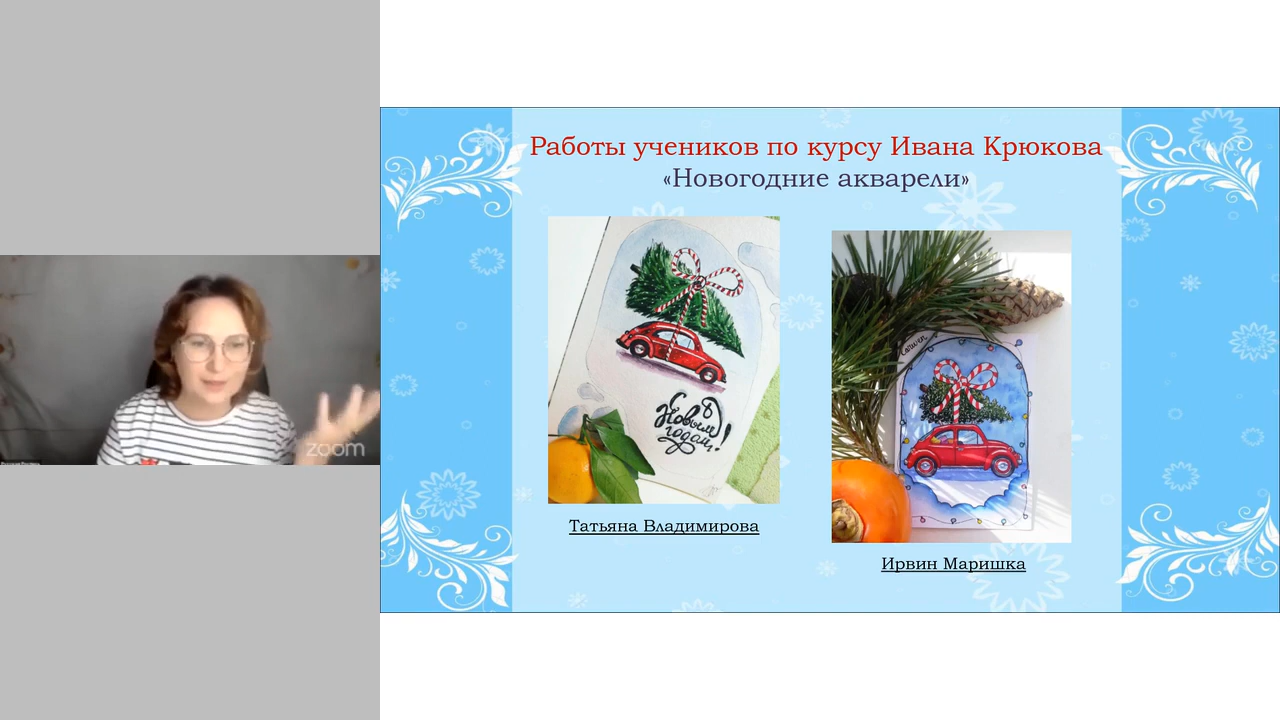 Работы учеников по курсу Ивана Крюкова
«Новогодние акварели»
Новым
годом!
Татьяна Владимирова
Ирвин Маришка
zoom